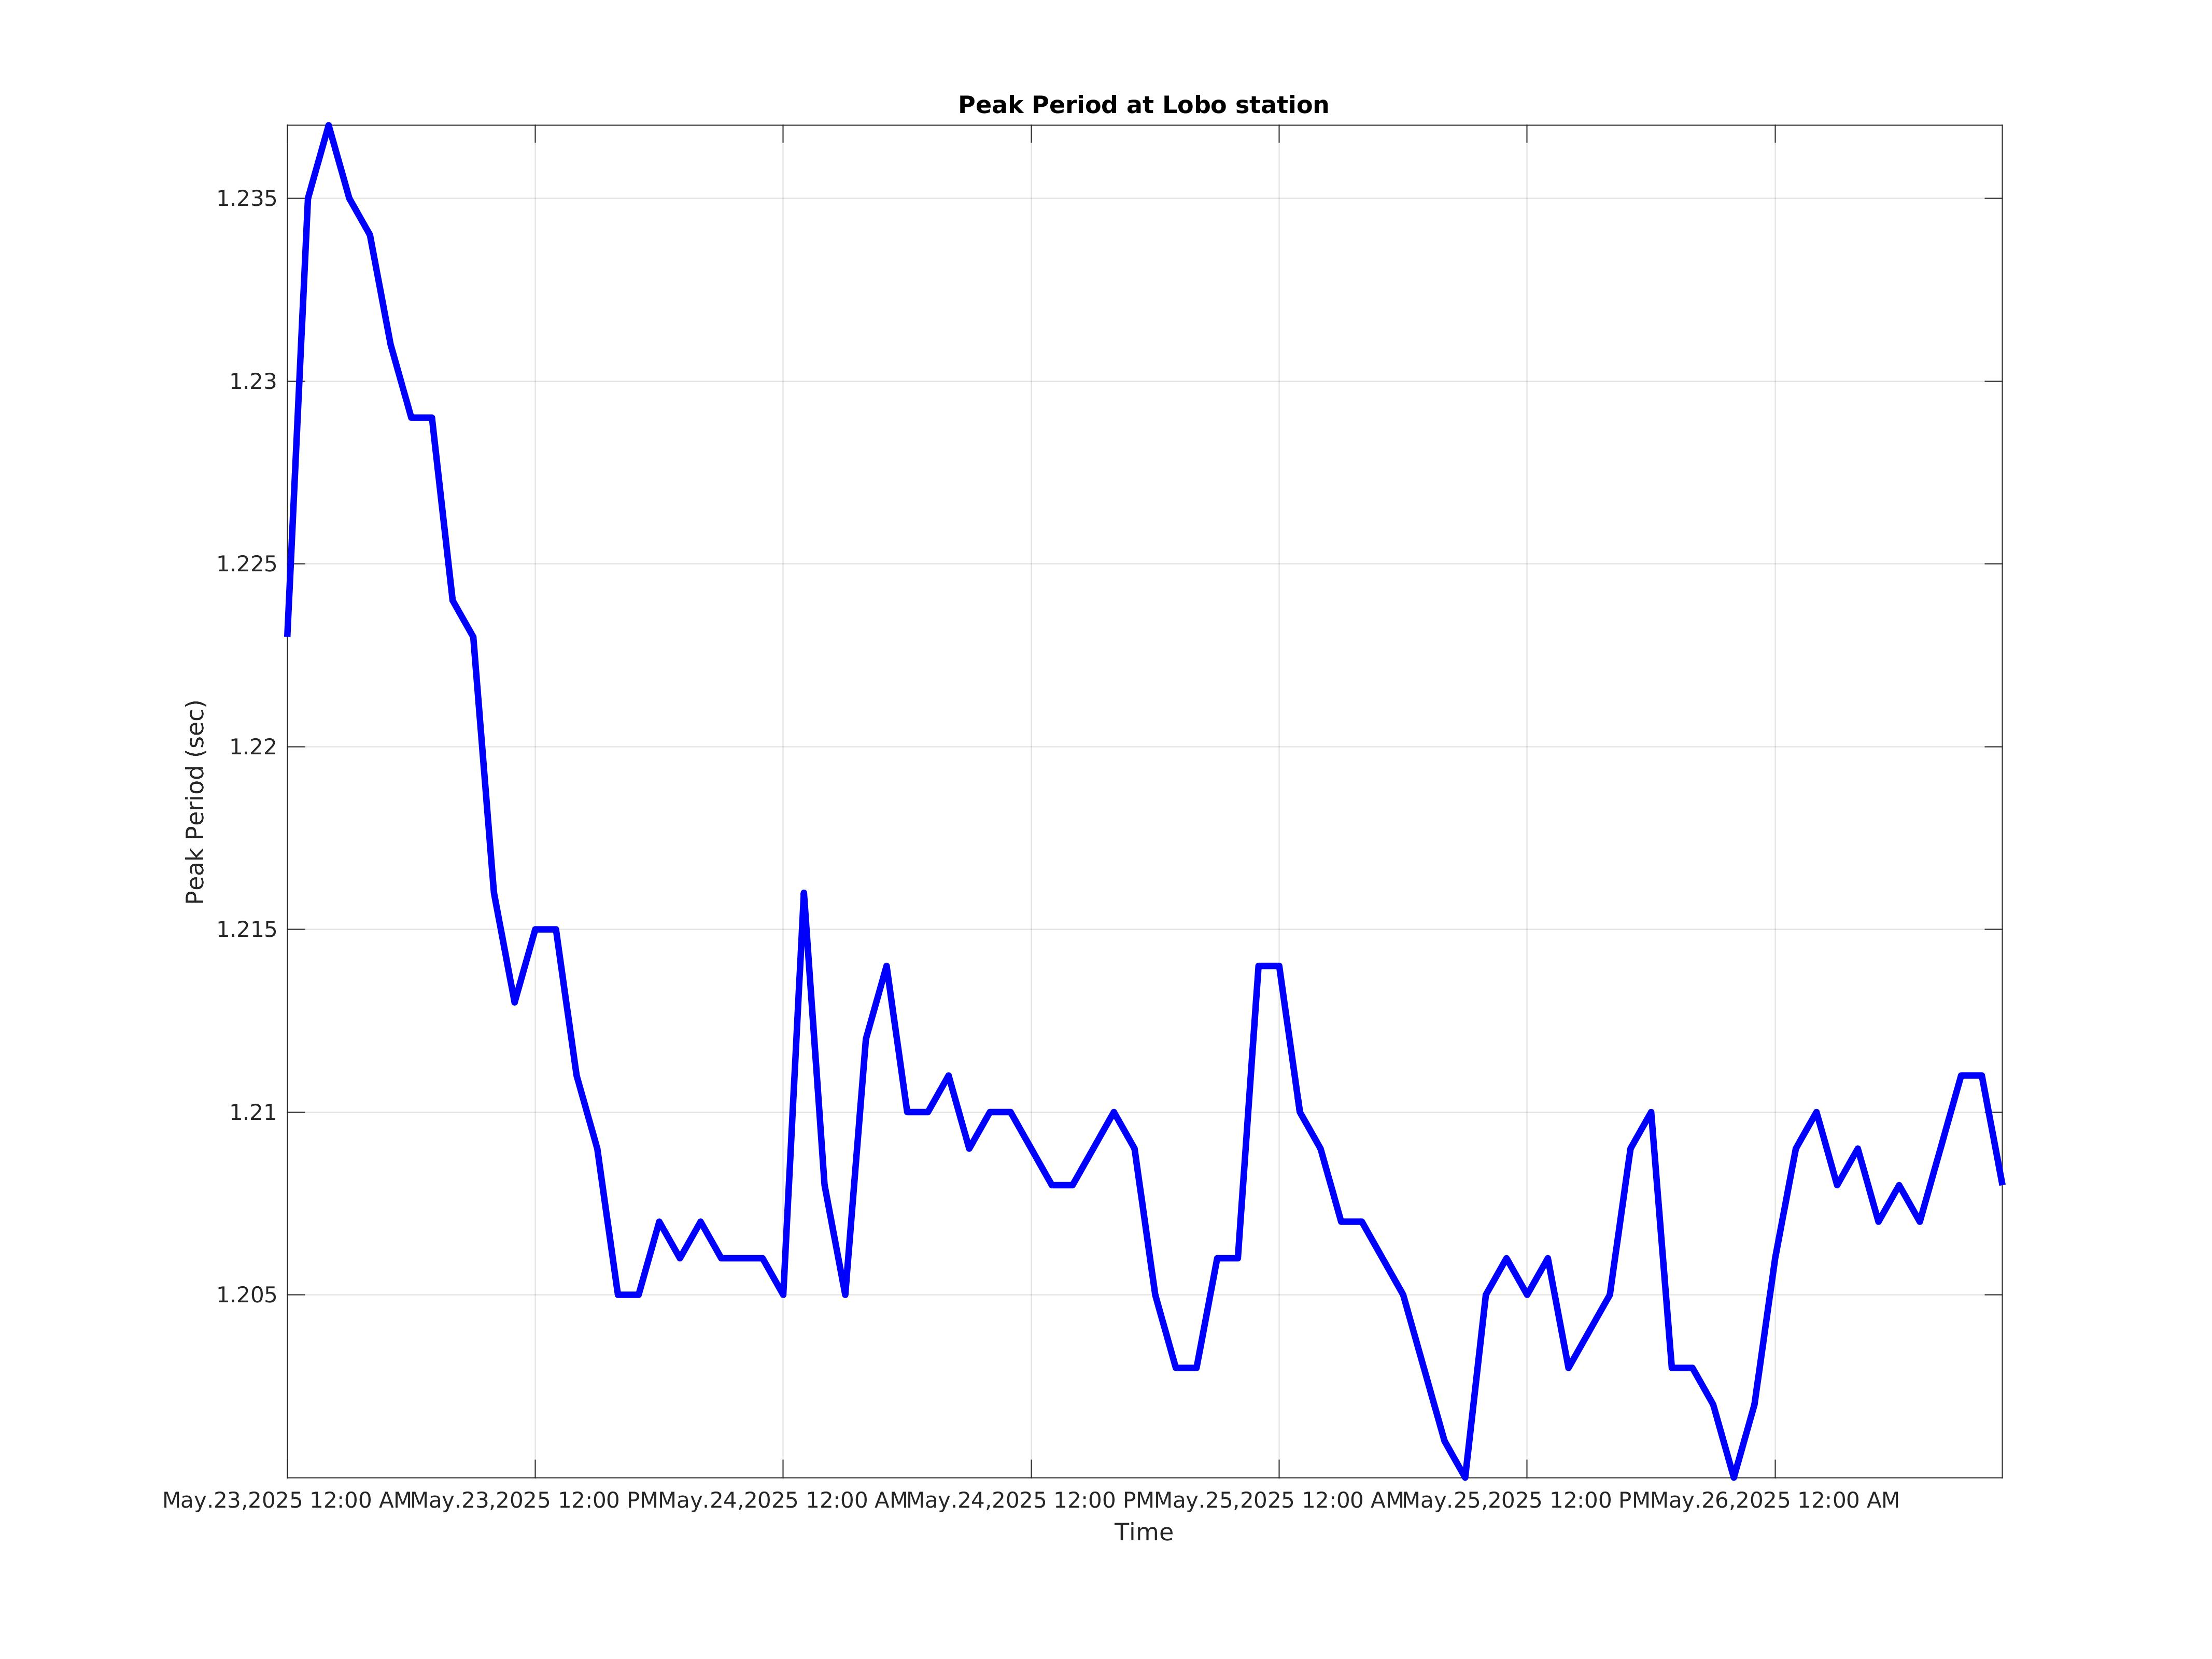 Peak Period at Lobo station
1.235
1.23
1.225
1.22
1.215
1.21
1.205
Peak Period (sec)
May.23,2025 12:00 AM May.23,2025 12:00 PM May.24,2025 12:00 AM May.24,2025 12:00 PM May.25,2025 12:00 AM May.25,2025 12:00 PM May.26,2025 12:00 AM
Time